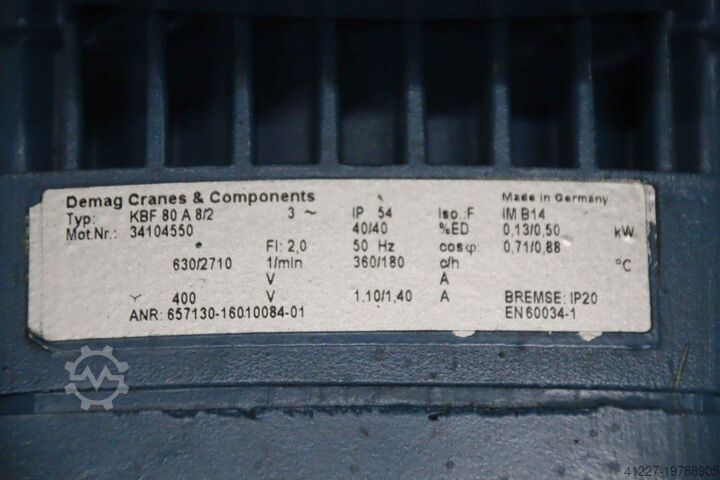 Demag Cranes & Components Made in Germany
Typ: KBF 80 A 8/2 3 ~ IP 54 Iso.:F IM B14
Mot.Nr.: 34104550 40/40 %ED 0,13/0,50 kW
FI: 2,0 50 Hz cosφ: 0,71/0,88
630/2710 1/min 360/180 c/h °C
V A
Y 400 V 1,10/1,40 A BREMSE: IP20
ANR: 657130-16010084-01 EN 60034-1
41227-19788905